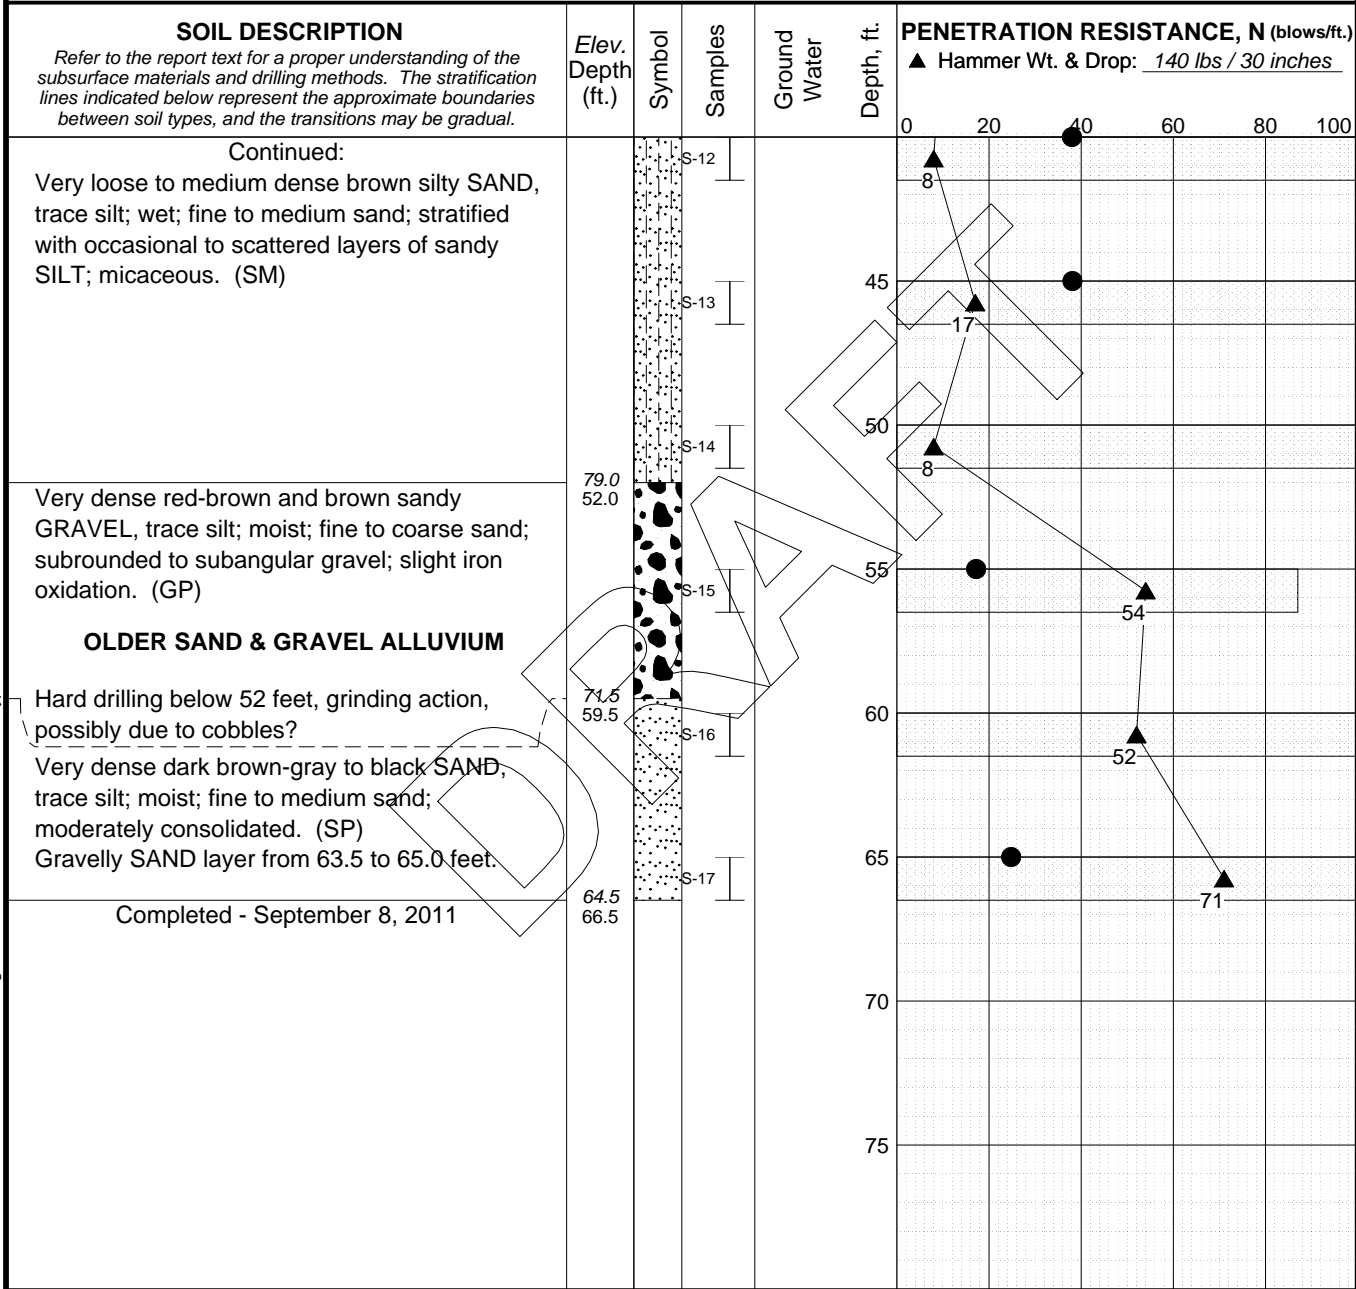 SOIL DESCRIPTION
Refer to the report text for a proper understanding of the
subsurface materials and drilling methods. The stratification
lines indicated below represent the approximate boundaries
between soil types, and the transitions may be gradual.
Elev.
Depth
(ft.)
Symbol
Samples
Ground
Water
Depth, ft.
PENETRATION RESISTANCE, N (blows/ft.)
▲ Hammer Wt. & Drop: 140 lbs / 30 inches
0 20 40 60 80 100
Continued:
Very loose to medium dense brown silty SAND,
trace silt; wet; fine to medium sand; stratified
with occasional to scattered layers of sandy
SILT; micaceous. (SM)
S-12
8
S-13
45
17
S-14
50
8
79.0
52.0
Very dense red-brown and brown sandy
GRAVEL, trace silt; moist; fine to coarse sand;
subrounded to subangular gravel; slight iron
oxidation. (GP)
S-15
55
54
OLDER SAND & GRAVEL ALLUVIUM
Hard drilling below 52 feet, grinding action,
possibly due to cobbles?
71.5
59.5
S-16
60
52
Very dense dark brown-gray to black SAND,
trace silt; moist; fine to medium sand;
moderately consolidated. (SP)
Gravelly SAND layer from 63.5 to 65.0 feet.
S-17
65
71
64.5
66.5
Completed - September 8, 2011
70
75
DRAFT